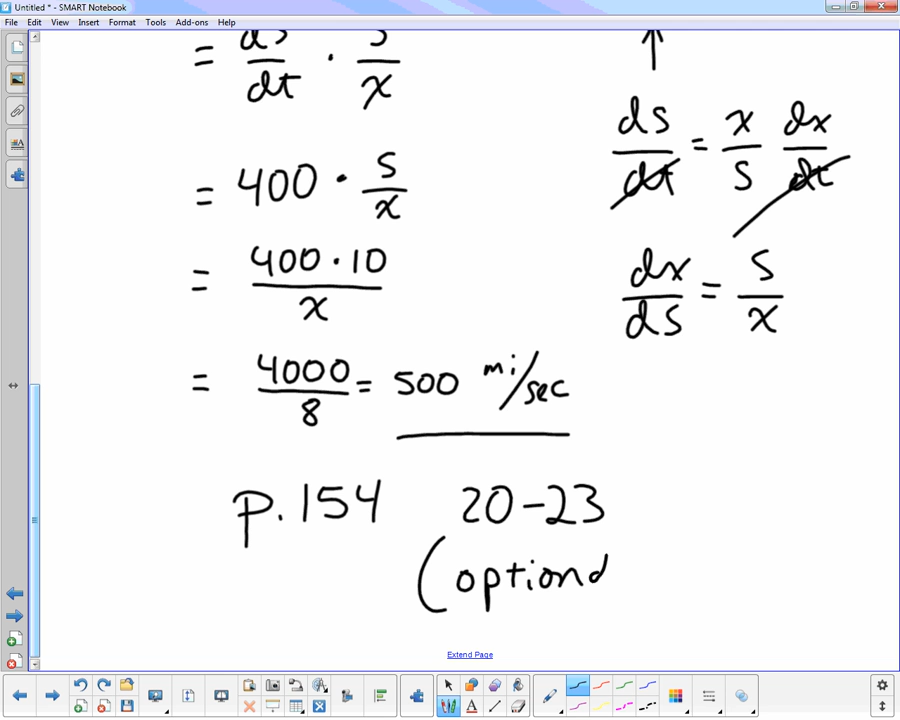 Untitled * - SMART Notebook
File Edit View Insert Format Tools Add-ons Help
= ds/dt · s/x
= 400 · s/x
= 400·10/x
= 4000/8 = 500 mi/sec
ds/dt = x/s dx/dt
dx/ds = s/x
p. 154 20-23
(optional
Extend Page